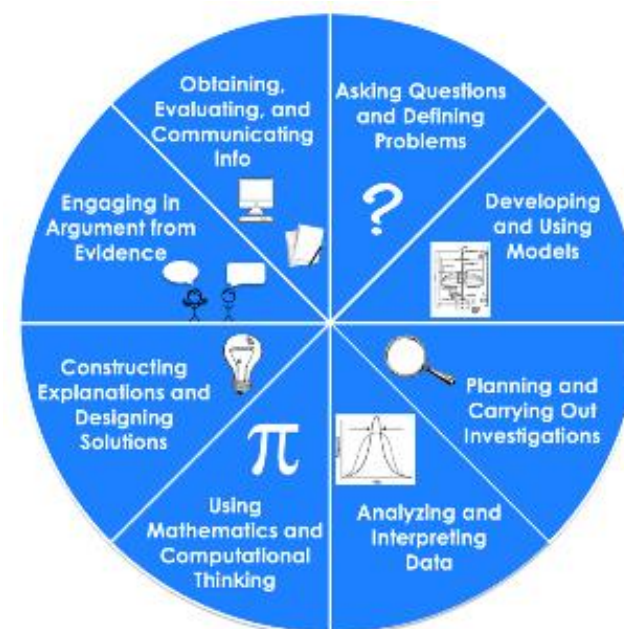 Asking Questions
and Defining
Problems
Developing
and Using
Models
Planning and
Carrying Out
Investigations
Analyzing and
Interpreting
Data
Using
Mathematics and
Computational
Thinking
π
Constructing
Explanations and
Designing
Solutions
Engaging in
Argument from
Evidence
Obtaining,
Evaluating, and
Communicating
Info
?